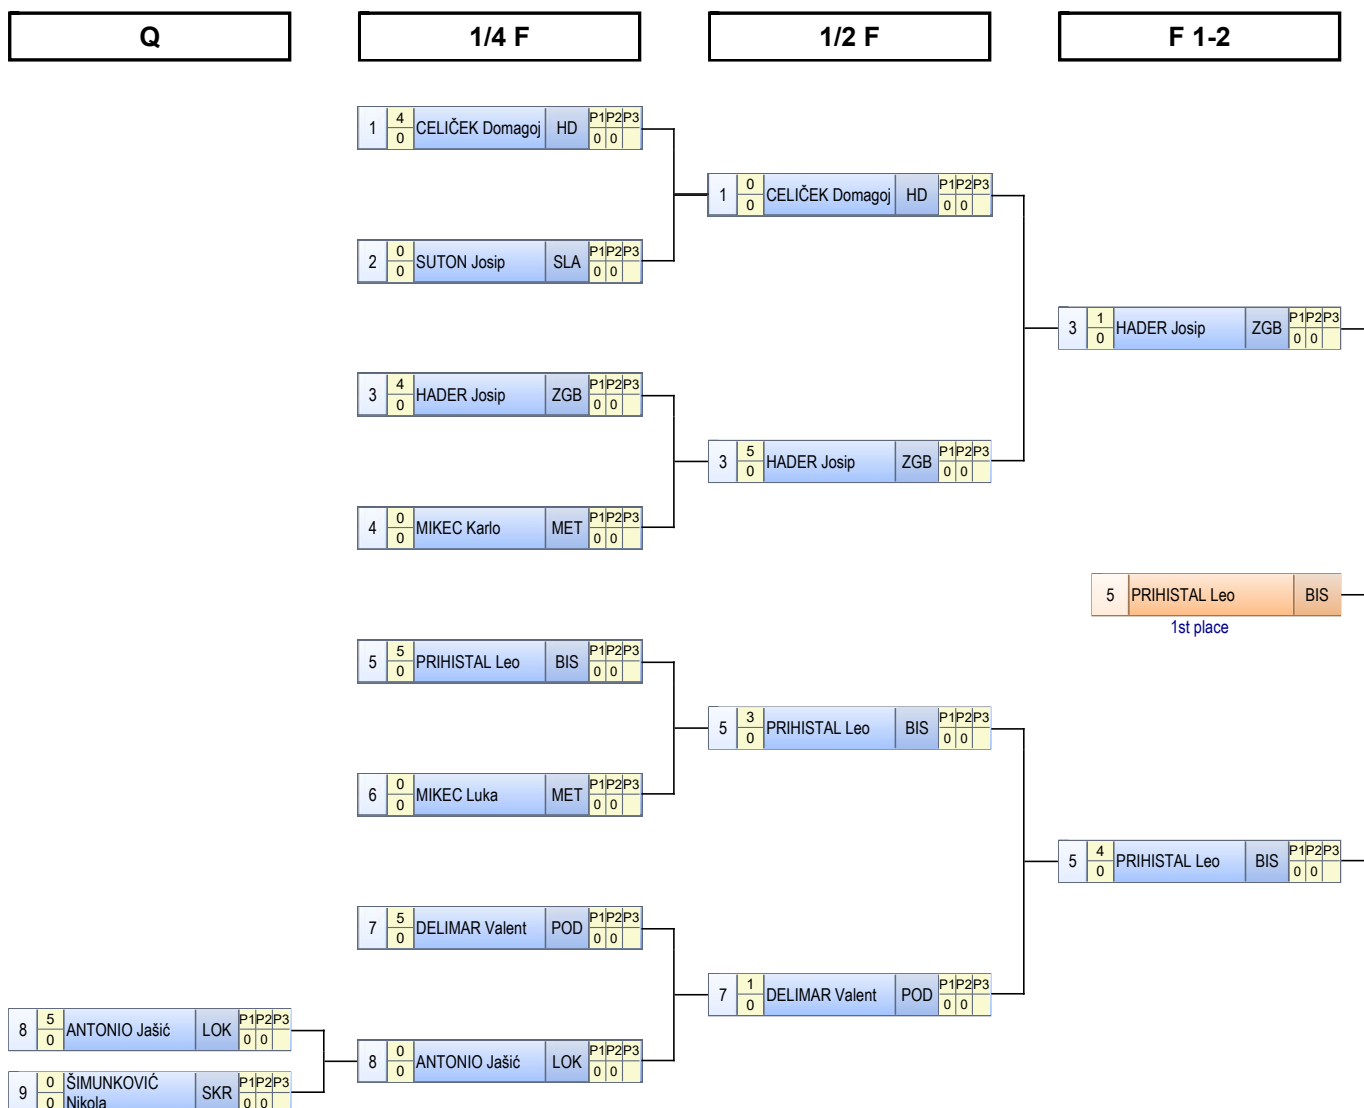 Q 1/4 F 1/2 F F 1-2
1 4 0 CELIČEK Domagoj HD P1 P2 P3 0 0
1 0 0 CELIČEK Domagoj HD P1 P2 P3 0 0
2 0 0 SUTON Josip SLA P1 P2 P3 0 0
3 1 0 HADER Josip ZGB P1 P2 P3 0 0
3 4 0 HADER Josip ZGB P1 P2 P3 0 0
3 5 0 HADER Josip ZGB P1 P2 P3 0 0
4 0 0 MIKEC Karlo MET P1 P2 P3 0 0
5 PRIHISTAL Leo BIS
1st place
5 5 0 PRIHISTAL Leo BIS P1 P2 P3 0 0
5 3 0 PRIHISTAL Leo BIS P1 P2 P3 0 0
6 0 0 MIKEC Luka MET P1 P2 P3 0 0
5 4 0 PRIHISTAL Leo BIS P1 P2 P3 0 0
7 5 0 DELIMAR Valent POD P1 P2 P3 0 0
7 1 0 DELIMAR Valent POD P1 P2 P3 0 0
8 5 0 ANTONIO Jašić LOK P1 P2 P3 0 0
8 0 0 ANTONIO Jašić LOK P1 P2 P3 0 0
9 0 0 ŠIMUNKOVIĆ Nikola SKR P1 P2 P3 0 0